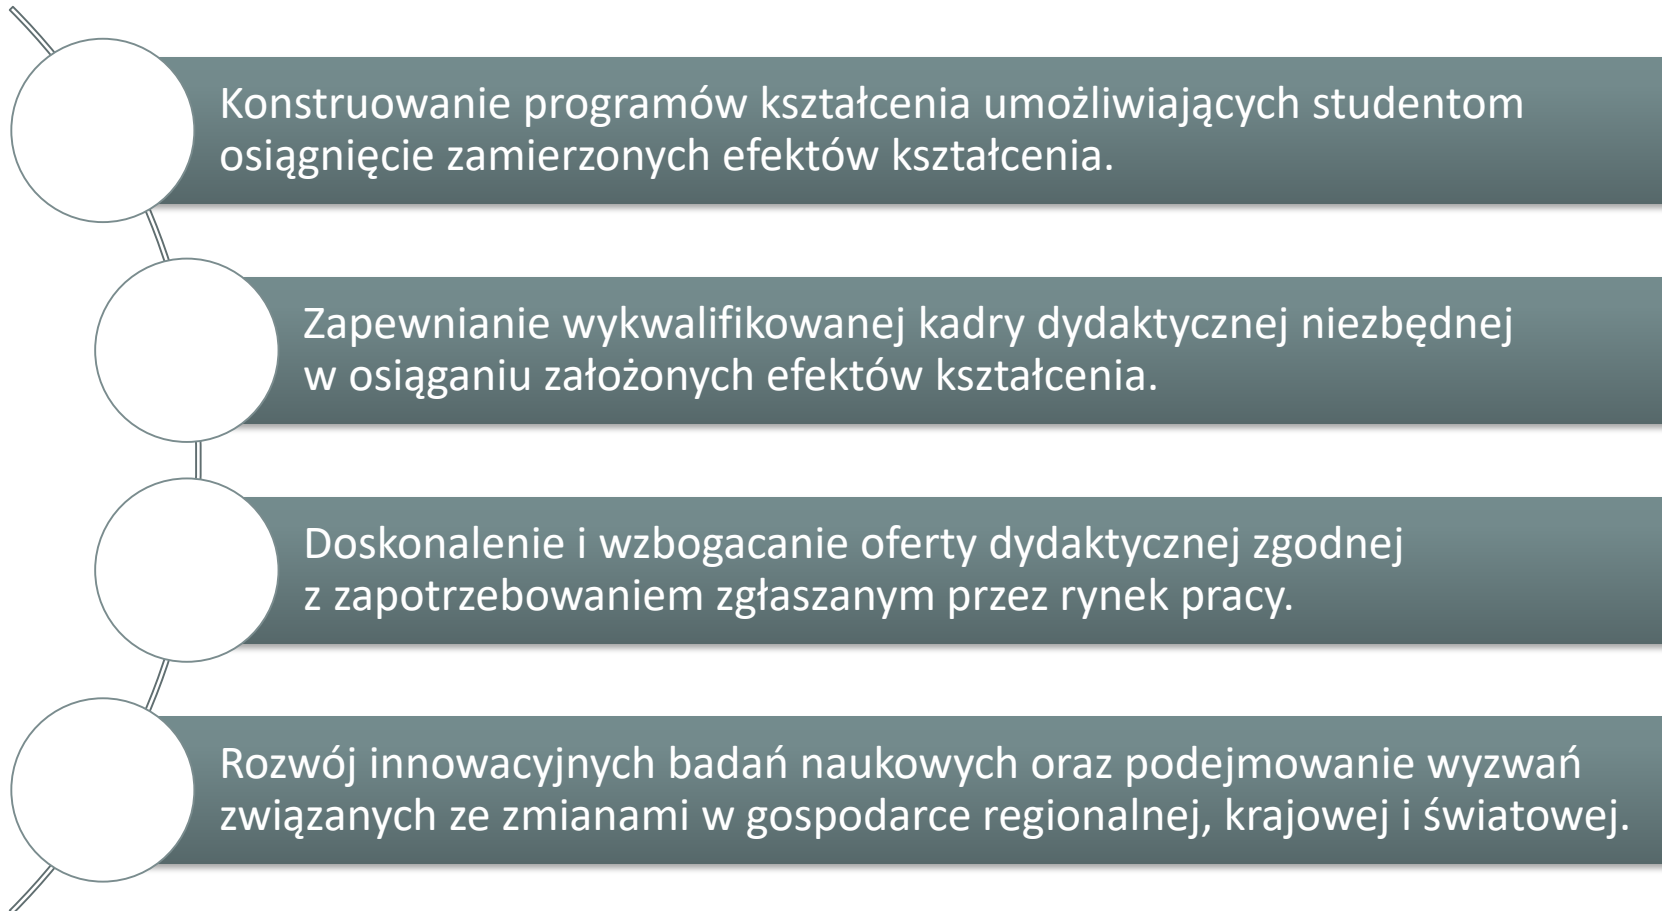 Konstruowanie programów kształcenia umożliwiających studentom
osiągnięcie zamierzonych efektów kształcenia.
Zapewnianie wykwalifikowanej kadry dydaktycznej niezbędnej
w osiąganiu założonych efektów kształcenia.
Doskonalenie i wzbogacanie oferty dydaktycznej zgodnej
z zapotrzebowaniem zgłaszanym przez rynek pracy.
Rozwój innowacyjnych badań naukowych oraz podejmowanie wyzwań
związanych ze zmianami w gospodarce regionalnej, krajowej i światowej.